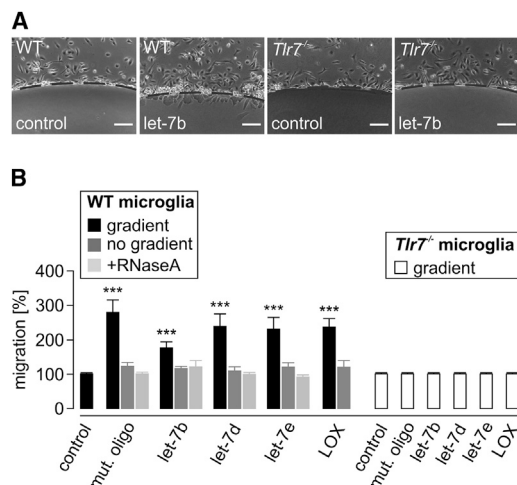 A
WT
WT
Tlr7-/-
Tlr7-/-
control
let-7b
control
let-7b
B
WT microglia
gradient
no gradient
+RNaseA
Tlr7-/- microglia
gradient
migration [%]
400
300
200
100
0
***
***
***
***
***
control
mut. oligo
let-7b
let-7d
let-7e
LOX
control
mut. oligo
let-7b
let-7d
let-7e
LOX